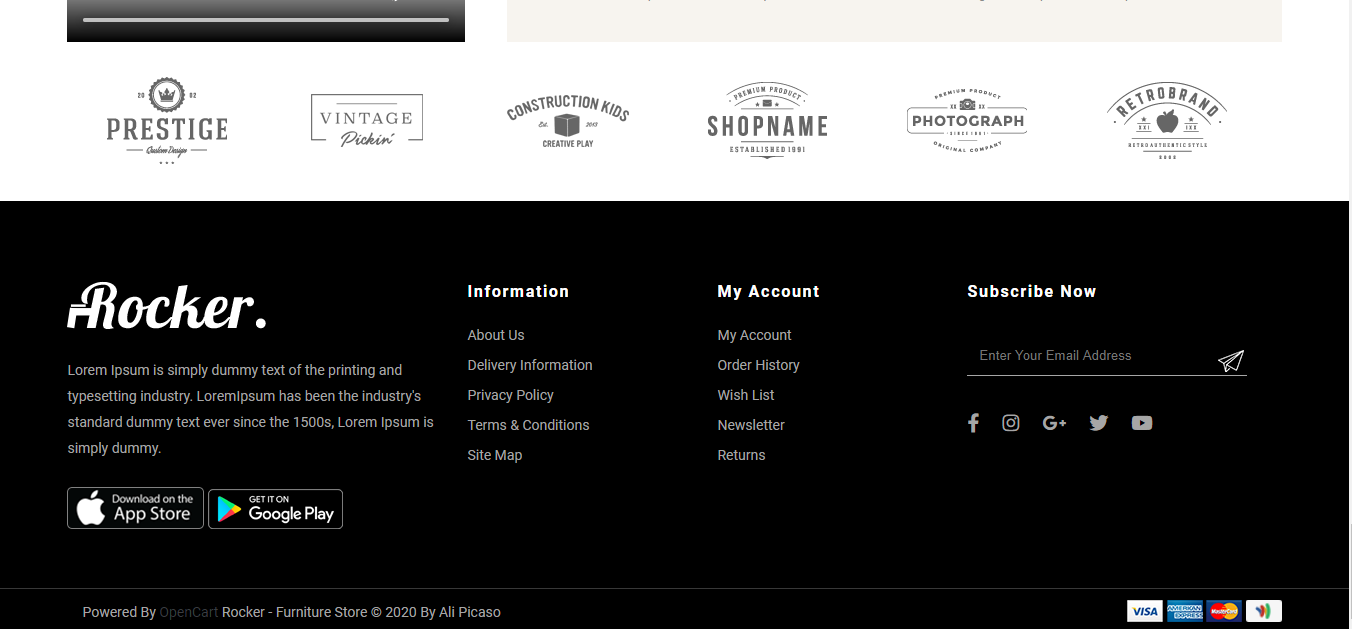 20 02
PRESTIGE
Custom Design
VINTAGE
Pickin'
CONSTRUCTION KIDS
Est. 2013
CREATIVE PLAY
PREMIUM PRODUCT
SHOPNAME
ESTABLISHED 1991
PREMIUM PRODUCT
XX XX
PHOTOGRAPH
SINCE 1991
ORIGINAL COMPANY
RETROBRAND
XXI IXX
RETRO AUTHENTIC STYLE
Rocker.
Lorem Ipsum is simply dummy text of the printing and
typesetting industry. LoremIpsum has been the industry's
standard dummy text ever since the 1500s, Lorem Ipsum is
simply dummy.
Download on the
App Store
GET IT ON
Google Play
Information
About Us
Delivery Information
Privacy Policy
Terms & Conditions
Site Map
My Account
My Account
Order History
Wish List
Newsletter
Returns
Subscribe Now
Enter Your Email Address
Powered By OpenCart Rocker - Furniture Store © 2020 By Ali Picaso
VISA
AMERICAN EXPRESS
MasterCard